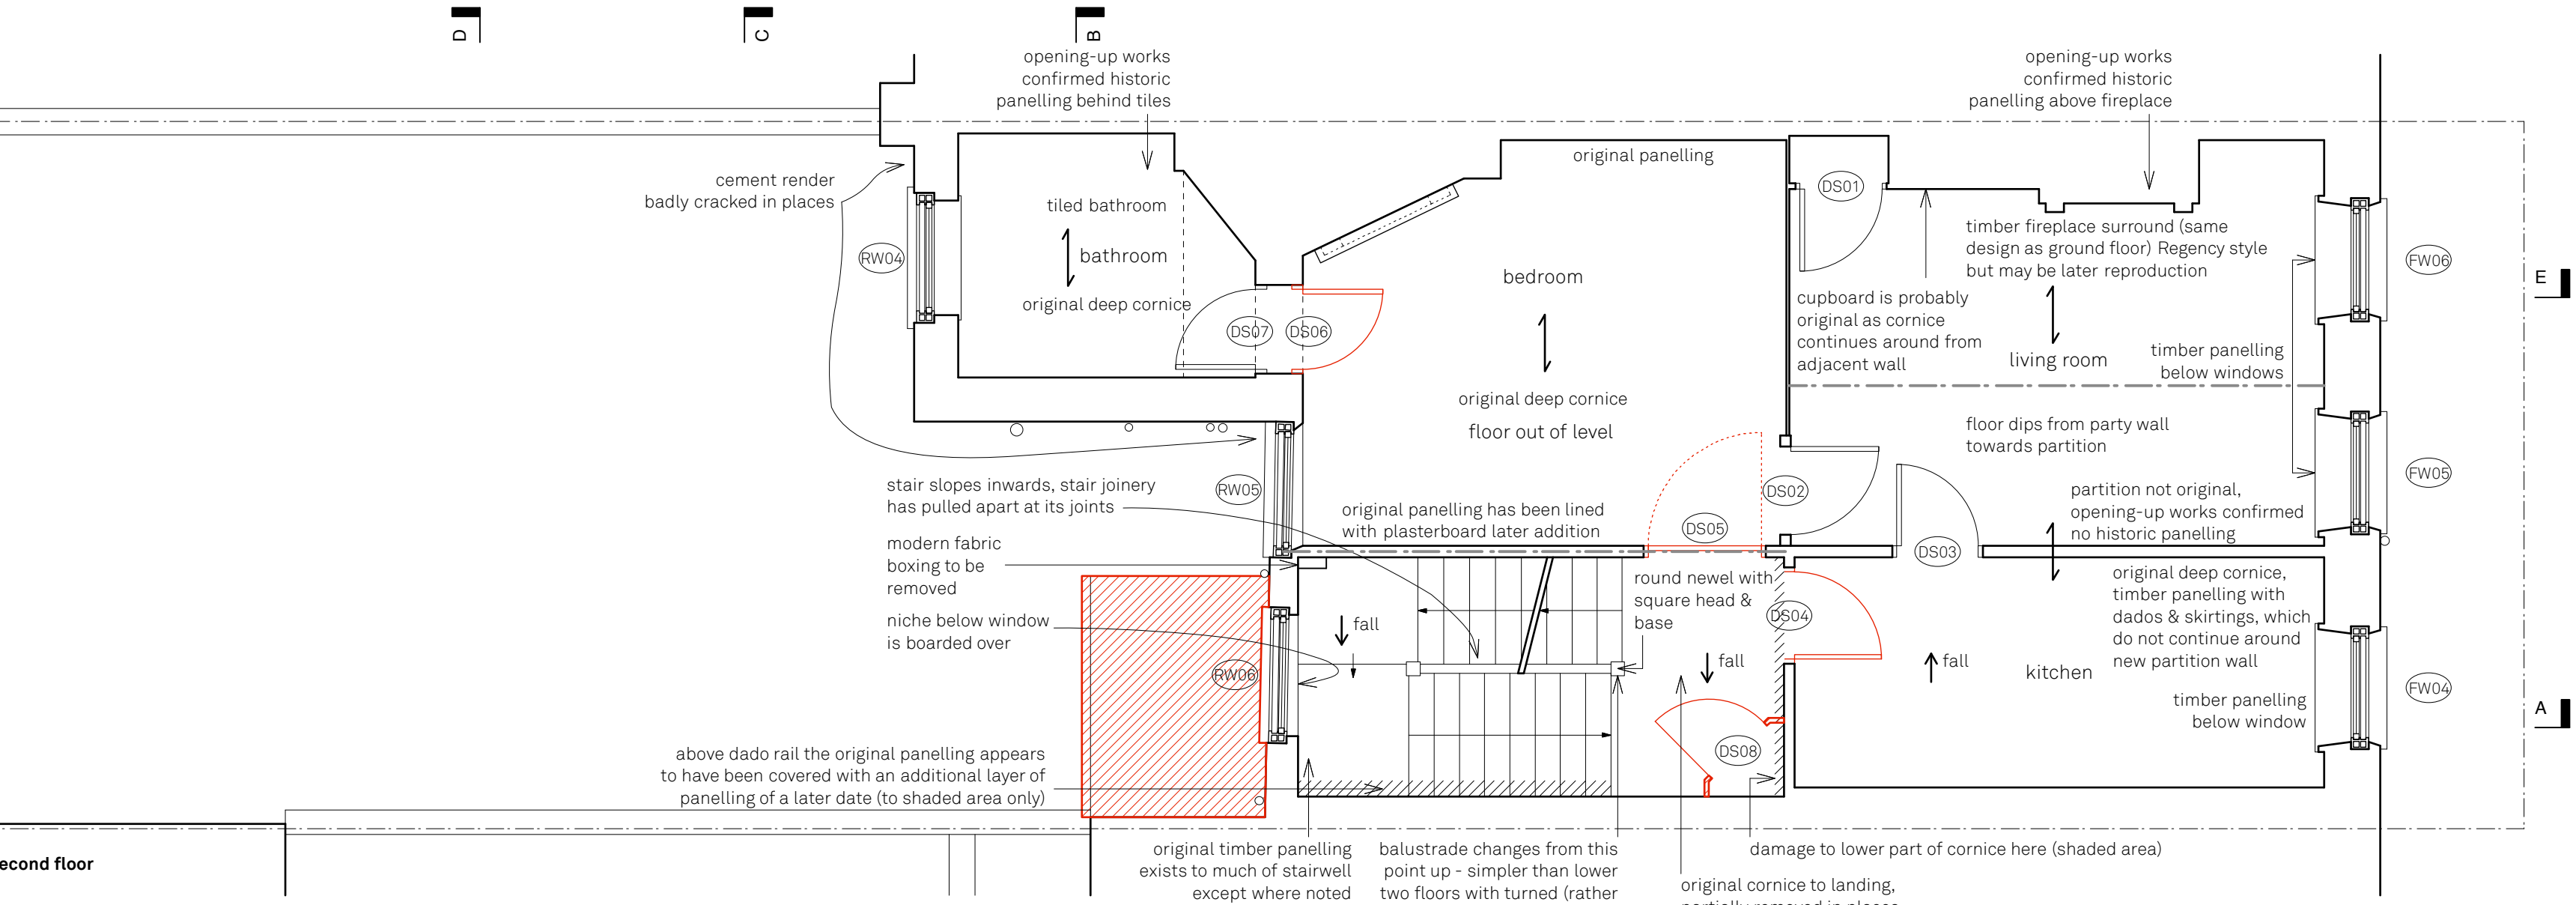 D
C
B
opening-up works
confirmed historic
panelling behind tiles
opening-up works
confirmed historic
panelling above fireplace
cement render
badly cracked in places
original panelling
DS01
tiled bathroom
bathroom
original deep cornice
RW04
DS07
DS06
bedroom
original deep cornice
floor out of level
timber fireplace surround (same
design as ground floor) Regency style
but may be later reproduction
cupboard is probably
original as cornice
continues around from
adjacent wall
living room
timber panelling
below windows
FW06
E
floor dips from party wall
towards partition
FW05
stair slopes inwards, stair joinery
has pulled apart at its joints
RW05
original panelling has been lined
with plasterboard later addition
DS02
DS05
DS03
partition not original,
opening-up works confirmed
no historic panelling
modern fabric
boxing to be
removed
niche below window
is boarded over
RW06
fall
round newel with
square head &
base
DS04
fall
fall
kitchen
original deep cornice,
timber panelling with
dados & skirtings, which
do not continue around
new partition wall
timber panelling
below window
FW04
A
DS08
above dado rail the original panelling appears
to have been covered with an additional layer of
panelling of a later date (to shaded area only)
econd floor
original timber panelling
exists to much of stairwell
except where noted
balustrade changes from this
point up - simpler than lower
two floors with turned (rather
damage to lower part of cornice here (shaded area)
original cornice to landing,
partially removed in places